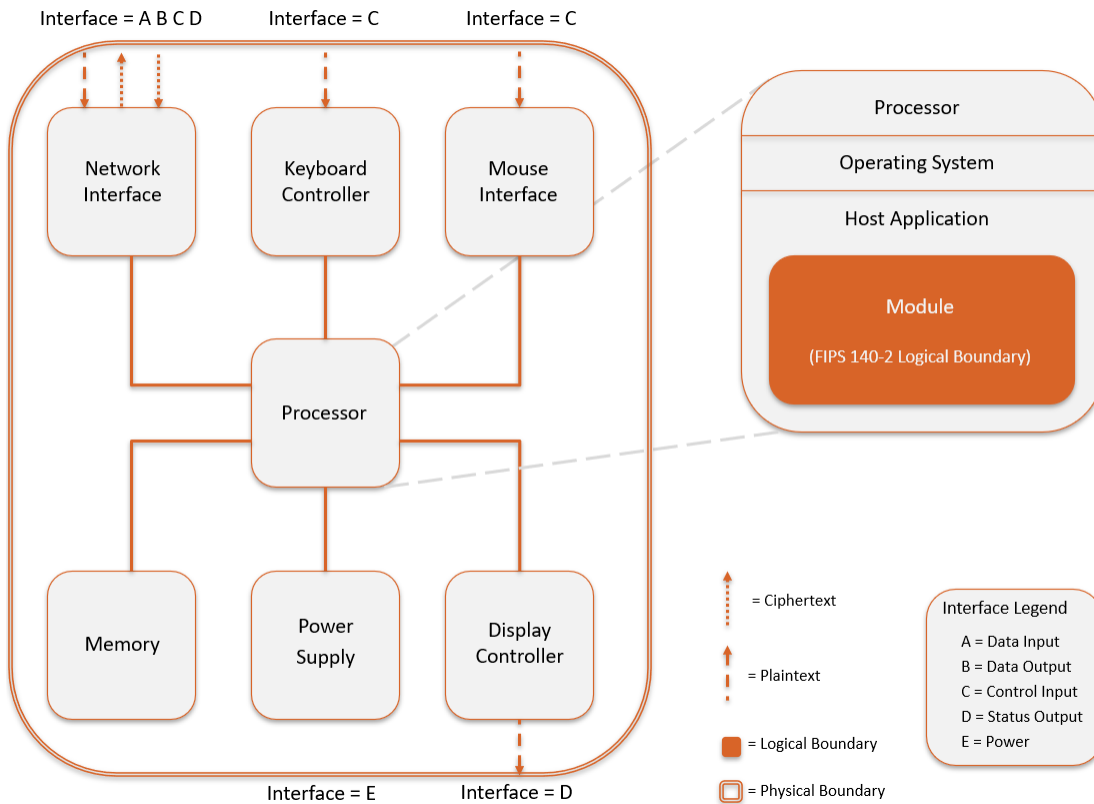 Interface = A B C D
Interface = C
Interface = C
Network
Interface
Keyboard
Controller
Mouse
Interface
Processor
Memory
Power
Supply
Display
Controller
Interface = E
Interface = D
Processor
Operating System
Host Application
Module
(FIPS 140-2 Logical Boundary)
= Ciphertext
= Plaintext
= Logical Boundary
= Physical Boundary
Interface Legend
A = Data Input
B = Data Output
C = Control Input
D = Status Output
E = Power